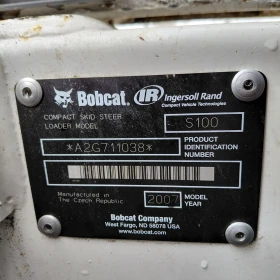 Bobcat. IR Ingersoll Rand
Compact Vehicle Technologies
COMPACT SKID STEER
LOADER MODEL S100
*A2G711038* PRODUCT
IDENTIFICATION
NUMBER
Manufactured in
The Czech Republic 2007 MODEL
YEAR
Bobcat Company
West Fargo, ND 58078 USA
www.bobcat.com